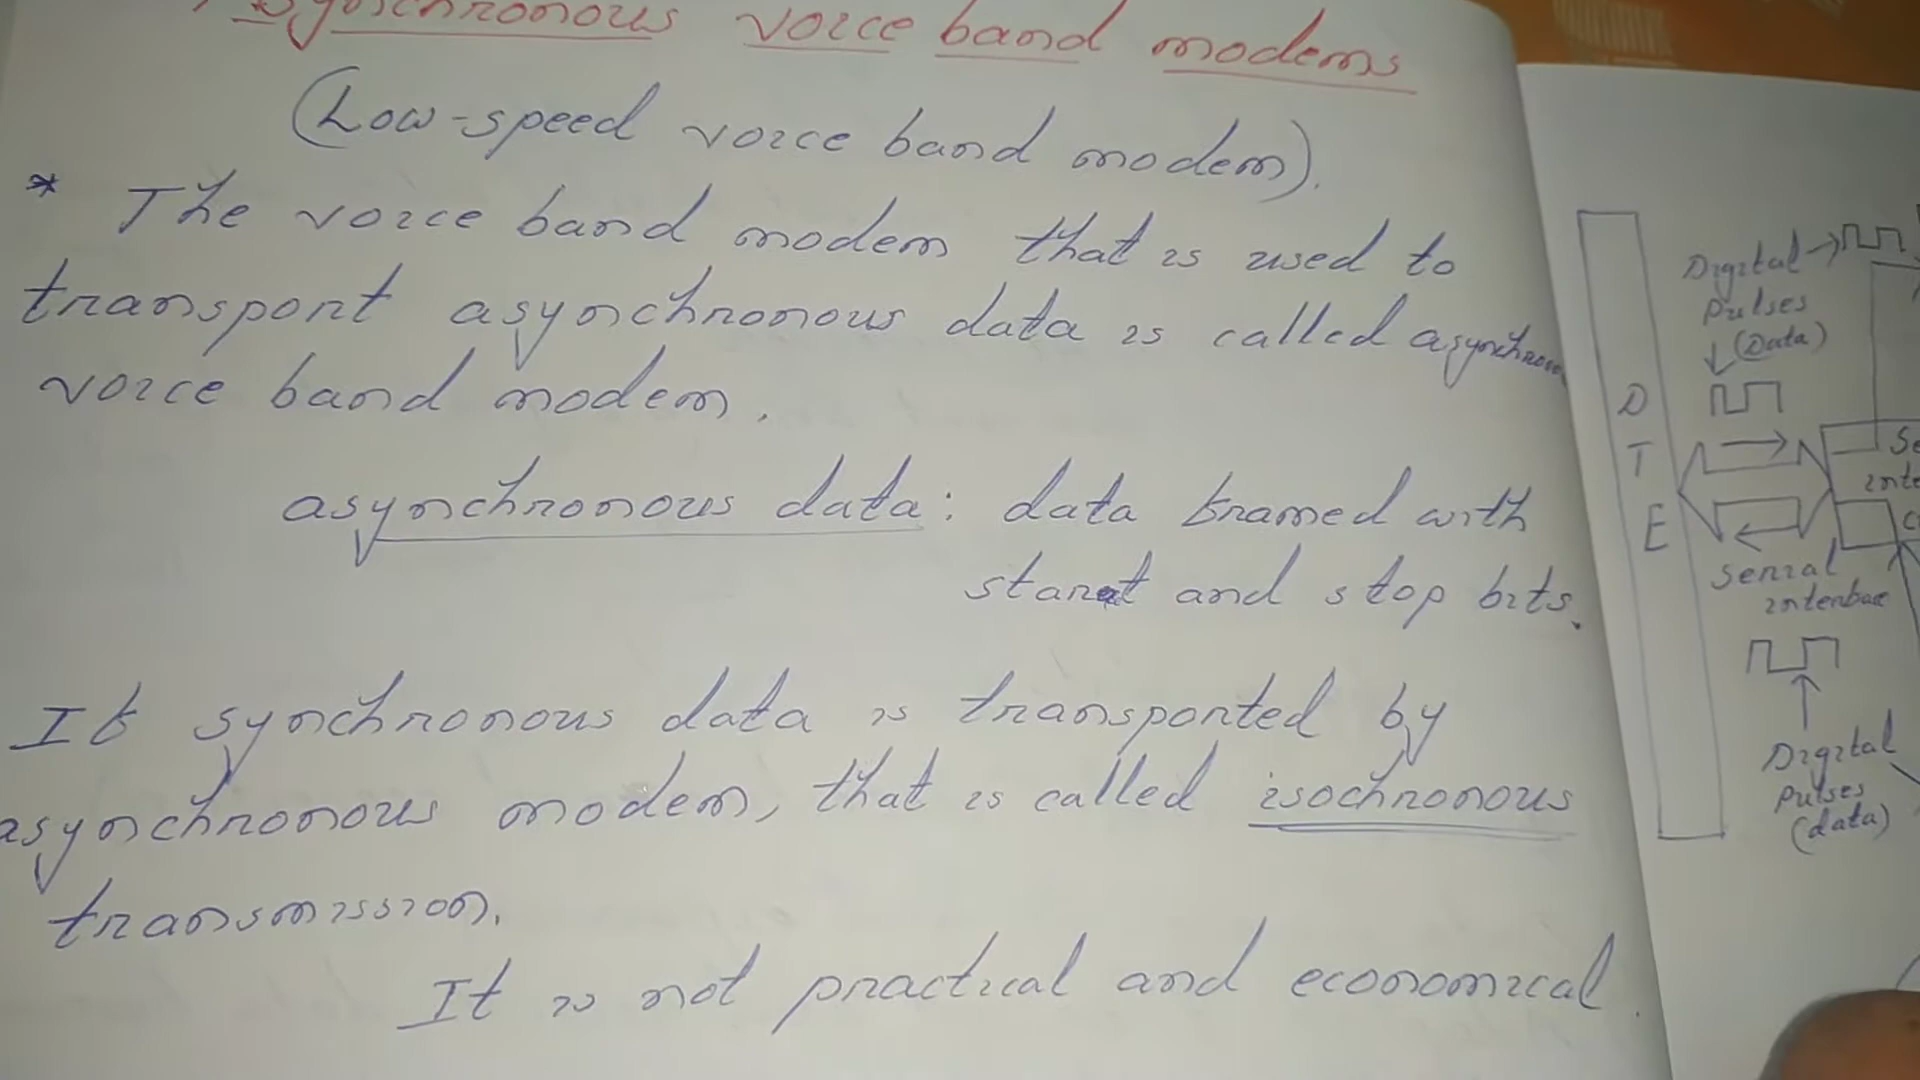 Asynchronous voice band modems
(Low-speed voice band modem).
* The voice band modem that is used to
transport asynchronous data is called asynchronous
voice band modem.
asynchronous data: data framed with
start and stop bits.
If synchronous data is transported by
asynchronous modem, that is called isochronous
transmission.
It is not practical and economical.
Digital
pulses
(Data)
D
T
E
Serial
interface
Digital
pulses
(data)